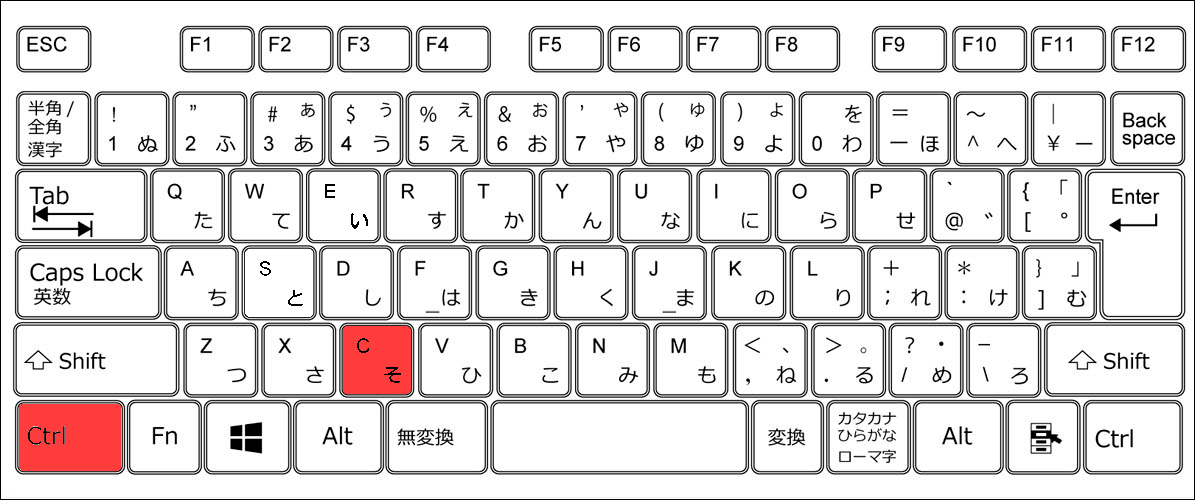 ESC F1 F2 F3 F4 F5 F6 F7 F8 F9 F10 F11 F12
半角/ ! ” # ぁ $ ぅ % ぇ & ぉ ’ ゃ ( ゅ ) ょ を = ～ | Back
全角 space
漢字 1 ぬ 2 ふ 3 あ 4 う 5 え 6 お 7 や 8 ゆ 9 よ 0 わ ー ほ ^ へ ¥ ー
Tab Q W E R T Y U I O P ` { 「 Enter
た て い す か ん な に ら せ @ ゛ [ °
Caps Lock A S D F G H J K L + * } 」
英数 ち と し _は き く _ま の り ; れ : け ] む
Shift Z X C V B N M < 、 > 。 ? ・ _ Shift
つ さ そ ひ こ み も , ね . る / め \ ろ
Ctrl Fn Alt 無変換 変換 カタカナ Alt Ctrl
ひらがな
ローマ字